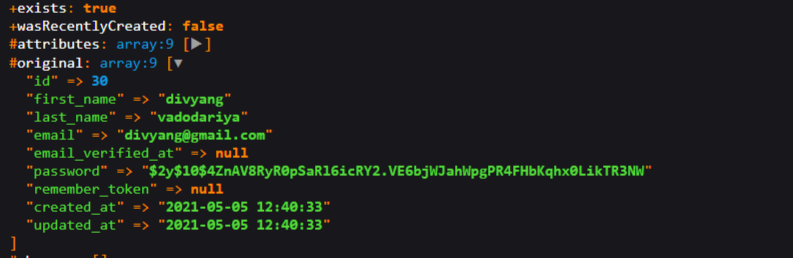 +exists: true
+wasRecentlyCreated: false
#attributes: array:9 [▶]
#original: array:9 [▼
"id" => 30
"first_name" => "divyang"
"last_name" => "vadodariya"
"email" => "divyang@gmail.com"
"email_verified_at" => null
"password" => "$2y$10$4ZnAV8RyR0pSaRl6icRY2.VE6bjWJahWpgPR4FHbKqhx0LikTR3NW"
"remember_token" => null
"created_at" => "2021-05-05 12:40:33"
"updated_at" => "2021-05-05 12:40:33"
]